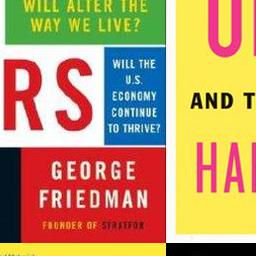 WILL ALTER THE
WAY WE LIVE?
RS
WILL THE
U.S.
ECONOMY
CONTINUE
TO THRIVE?
GEORGE
FRIEDMAN
FOUNDER OF STRATFOR
AND T
HA